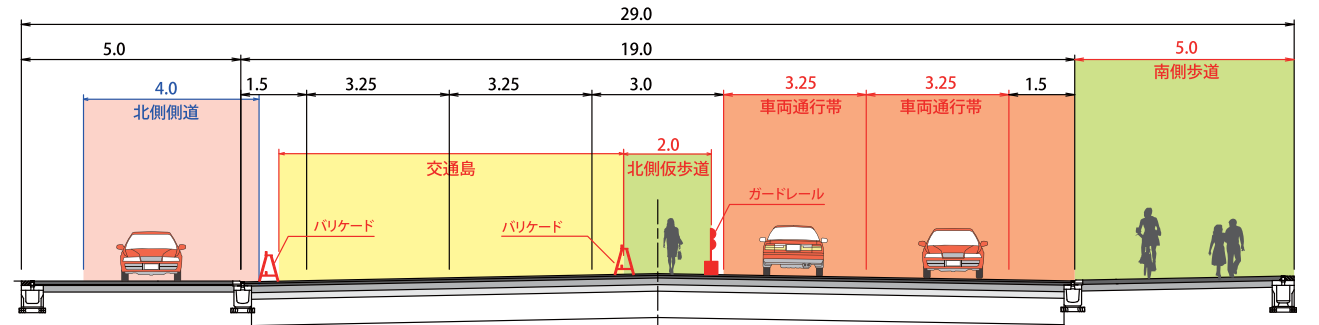 29.0
5.0
19.0
5.0
南側歩道
4.0
北側側道
1.5
3.25
3.25
3.0
3.25
車両通行帯
3.25
車両通行帯
1.5
交通島
2.0
北側仮歩道
バリケード
バリケード
ガードレール